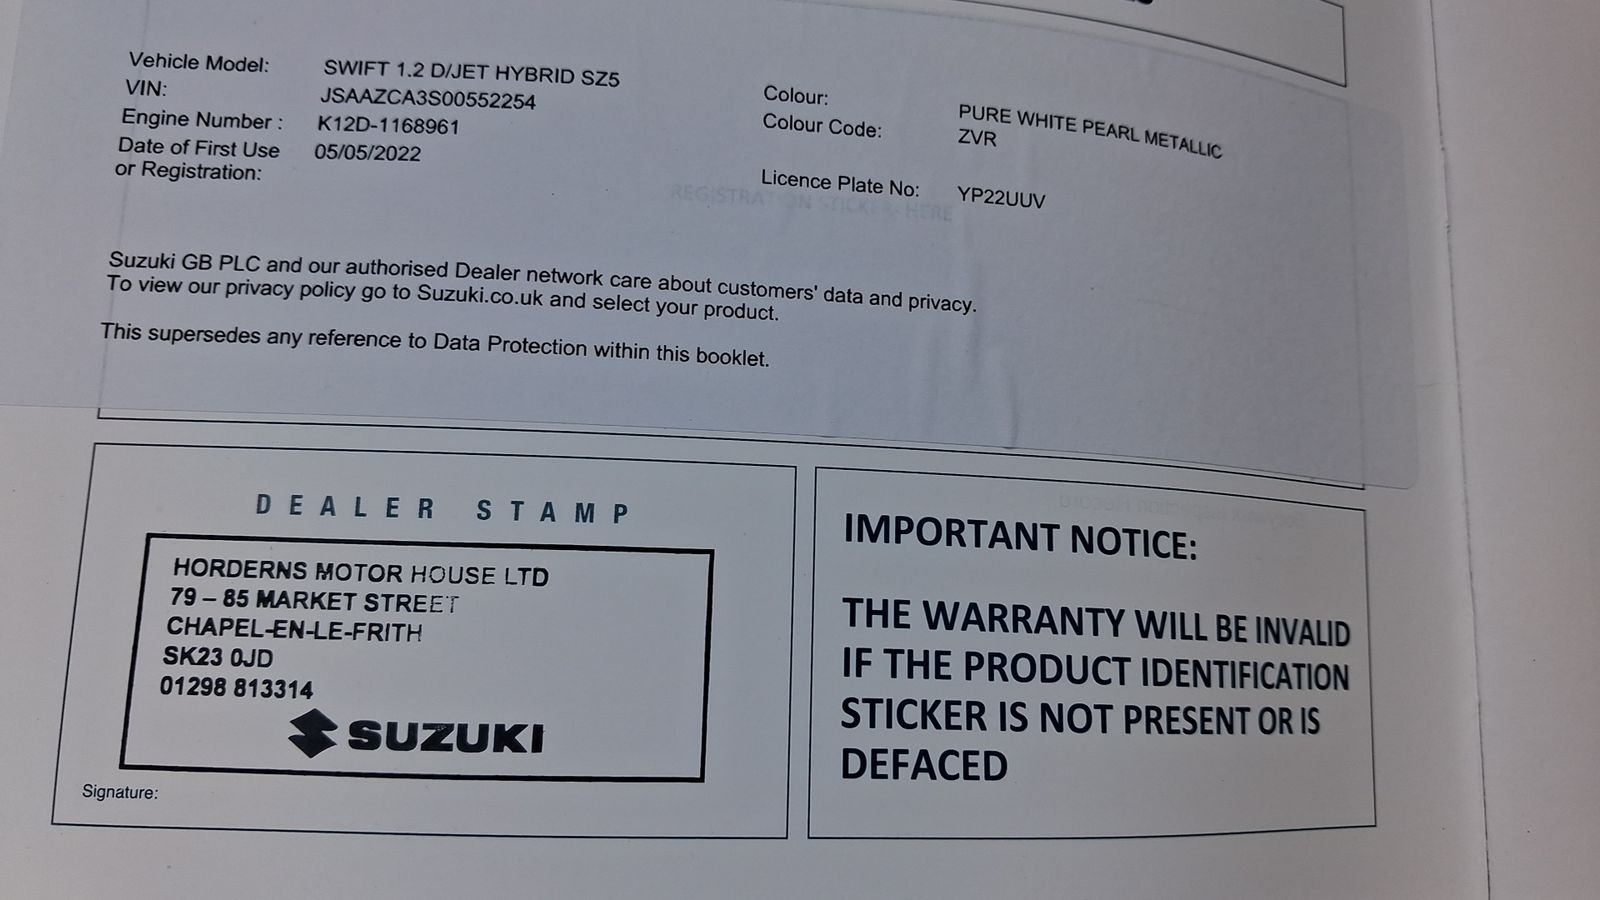 Vehicle Model: SWIFT 1.2 D/JET HYBRID SZ5
VIN: JSAAZCA3S00552254
Engine Number : K12D-1168961
Date of First Use or Registration: 05/05/2022
Colour: PURE WHITE PEARL METALLIC
Colour Code: ZVR
Licence Plate No: YP22UUV
REGISTRATION STICKER HERE
Suzuki GB PLC and our authorised Dealer network care about customers' data and privacy.
To view our privacy policy go to Suzuki.co.uk and select your product.
This supersedes any reference to Data Protection within this booklet.
DEALER STAMP
HORDERNS MOTOR HOUSE LTD
79 – 85 MARKET STREET
CHAPEL-EN-LE-FRITH
SK23 0JD
01298 813314
SUZUKI
Signature:
IMPORTANT NOTICE:
THE WARRANTY WILL BE INVALID
IF THE PRODUCT IDENTIFICATION
STICKER IS NOT PRESENT OR IS
DEFACED